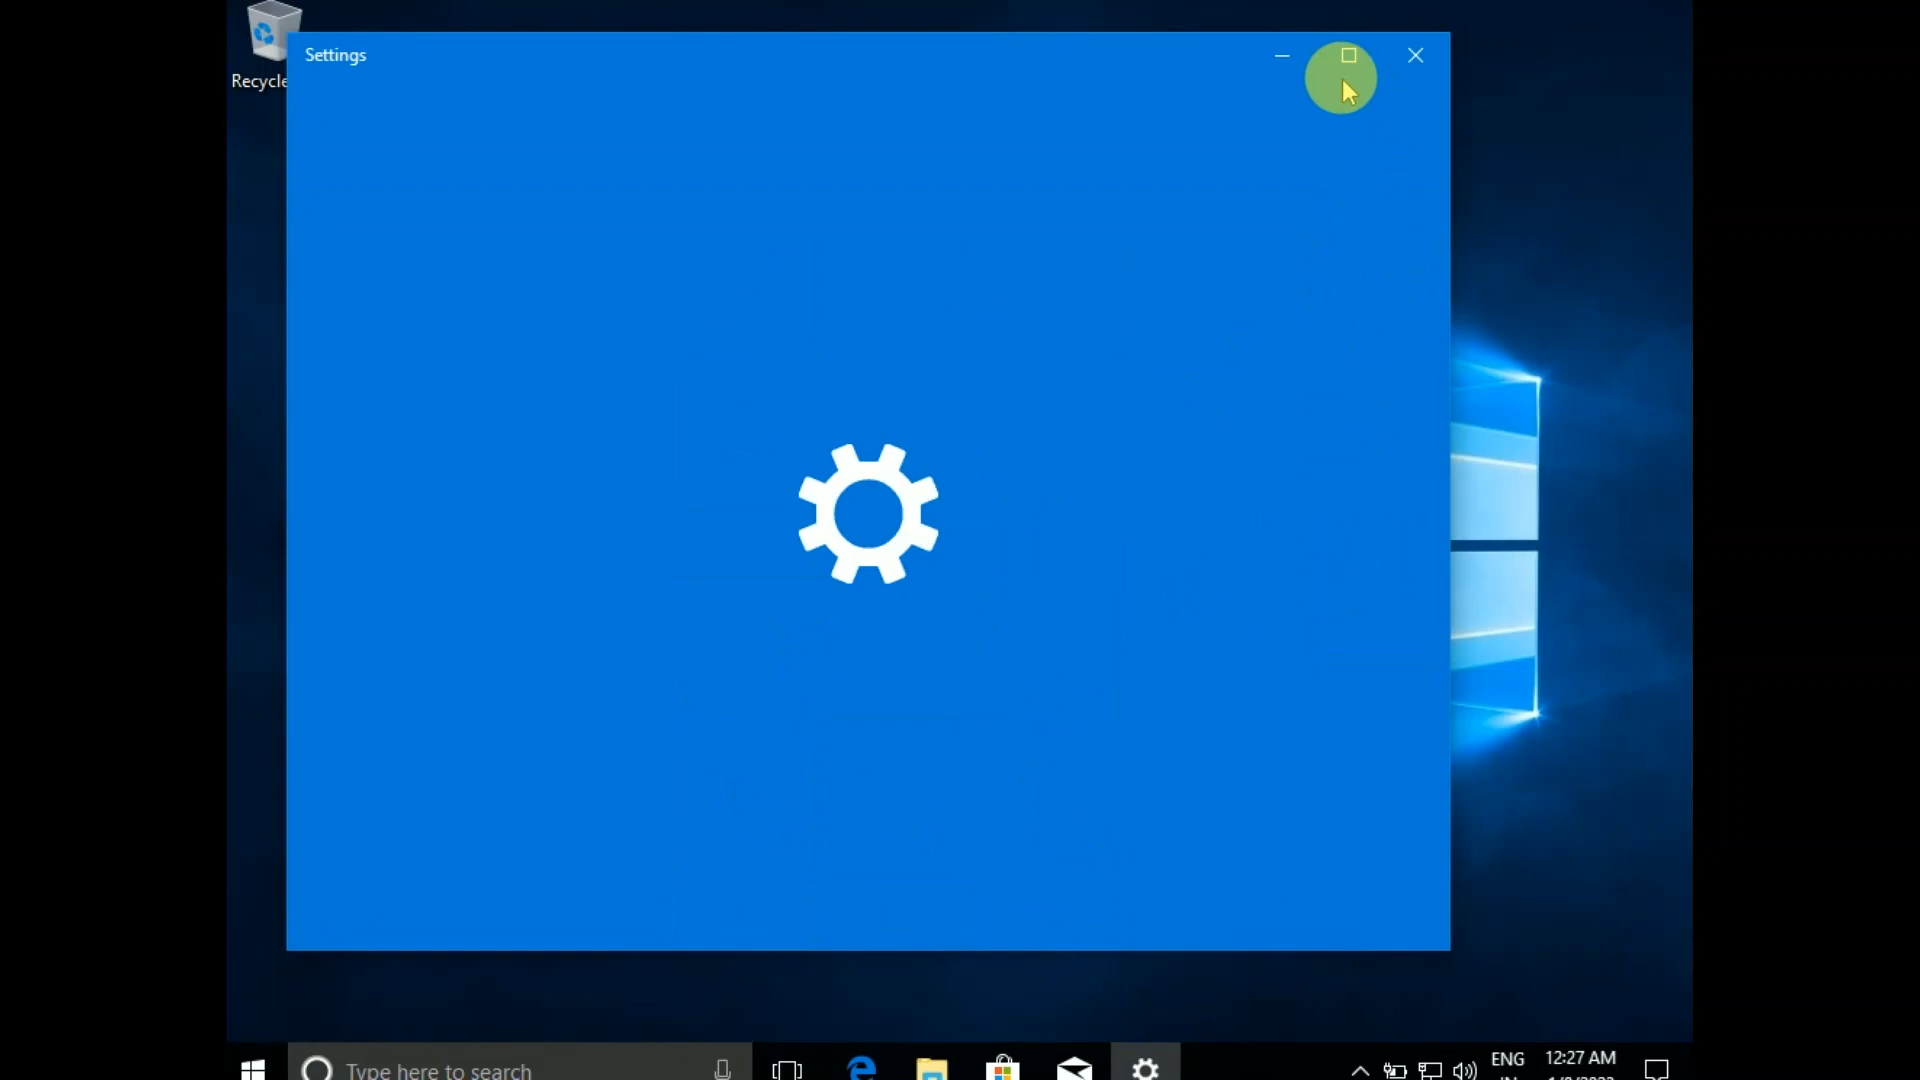 Settings
Recycle
Type here to search
ENG
12:27 AM